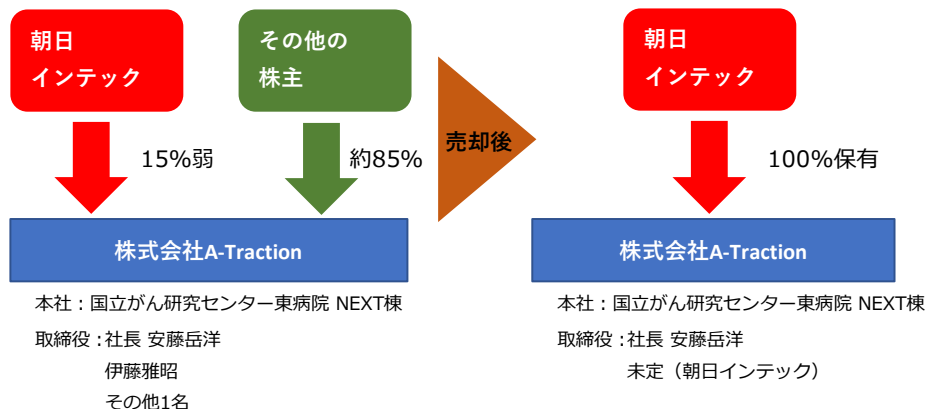 朝日
インテック
その他の
株主
15%弱
約85%
株式会社A-Traction
本社：国立がん研究センター東病院 NEXT棟
取締役：社長 安藤岳洋
伊藤雅昭
その他1名
売却後
朝日
インテック
100%保有
株式会社A-Traction
本社：国立がん研究センター東病院 NEXT棟
取締役：社長 安藤岳洋
未定（朝日インテック）